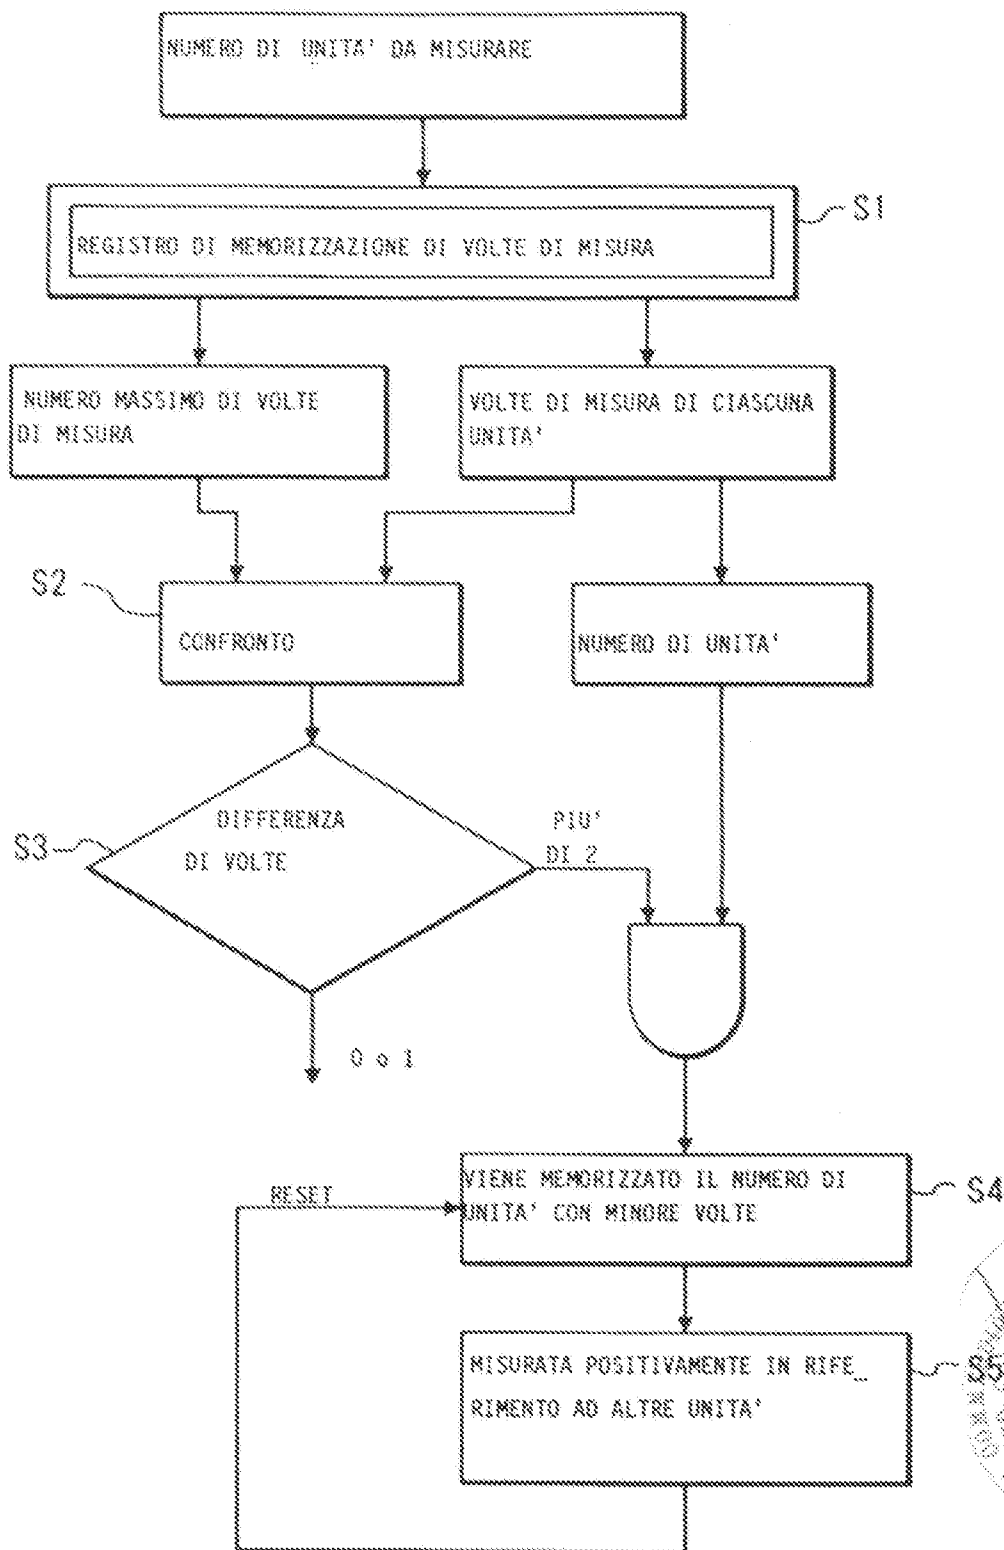 NUMERO DI UNITA' DA MISURARE
S1
REGISTRO DI MEMORIZZAZIONE DI VOLTE DI MISURA
NUMERO MASSIMO DI VOLTE
DI MISURA
VOLTE DI MISURA DI CIASCUNA
UNITA'
S2
CONFRONTO
NUMERO DI UNITA'
S3
DIFFERENZA
DI VOLTE
PIU'
DI 2
0 o 1
RESET
VIENE MEMORIZZATO IL NUMERO DI
UNITA' CON MINORE VOLTE
S4
MISURATA POSITIVAMENTE IN RIFE_
RIMENTO AD ALTRE UNITA'
S5